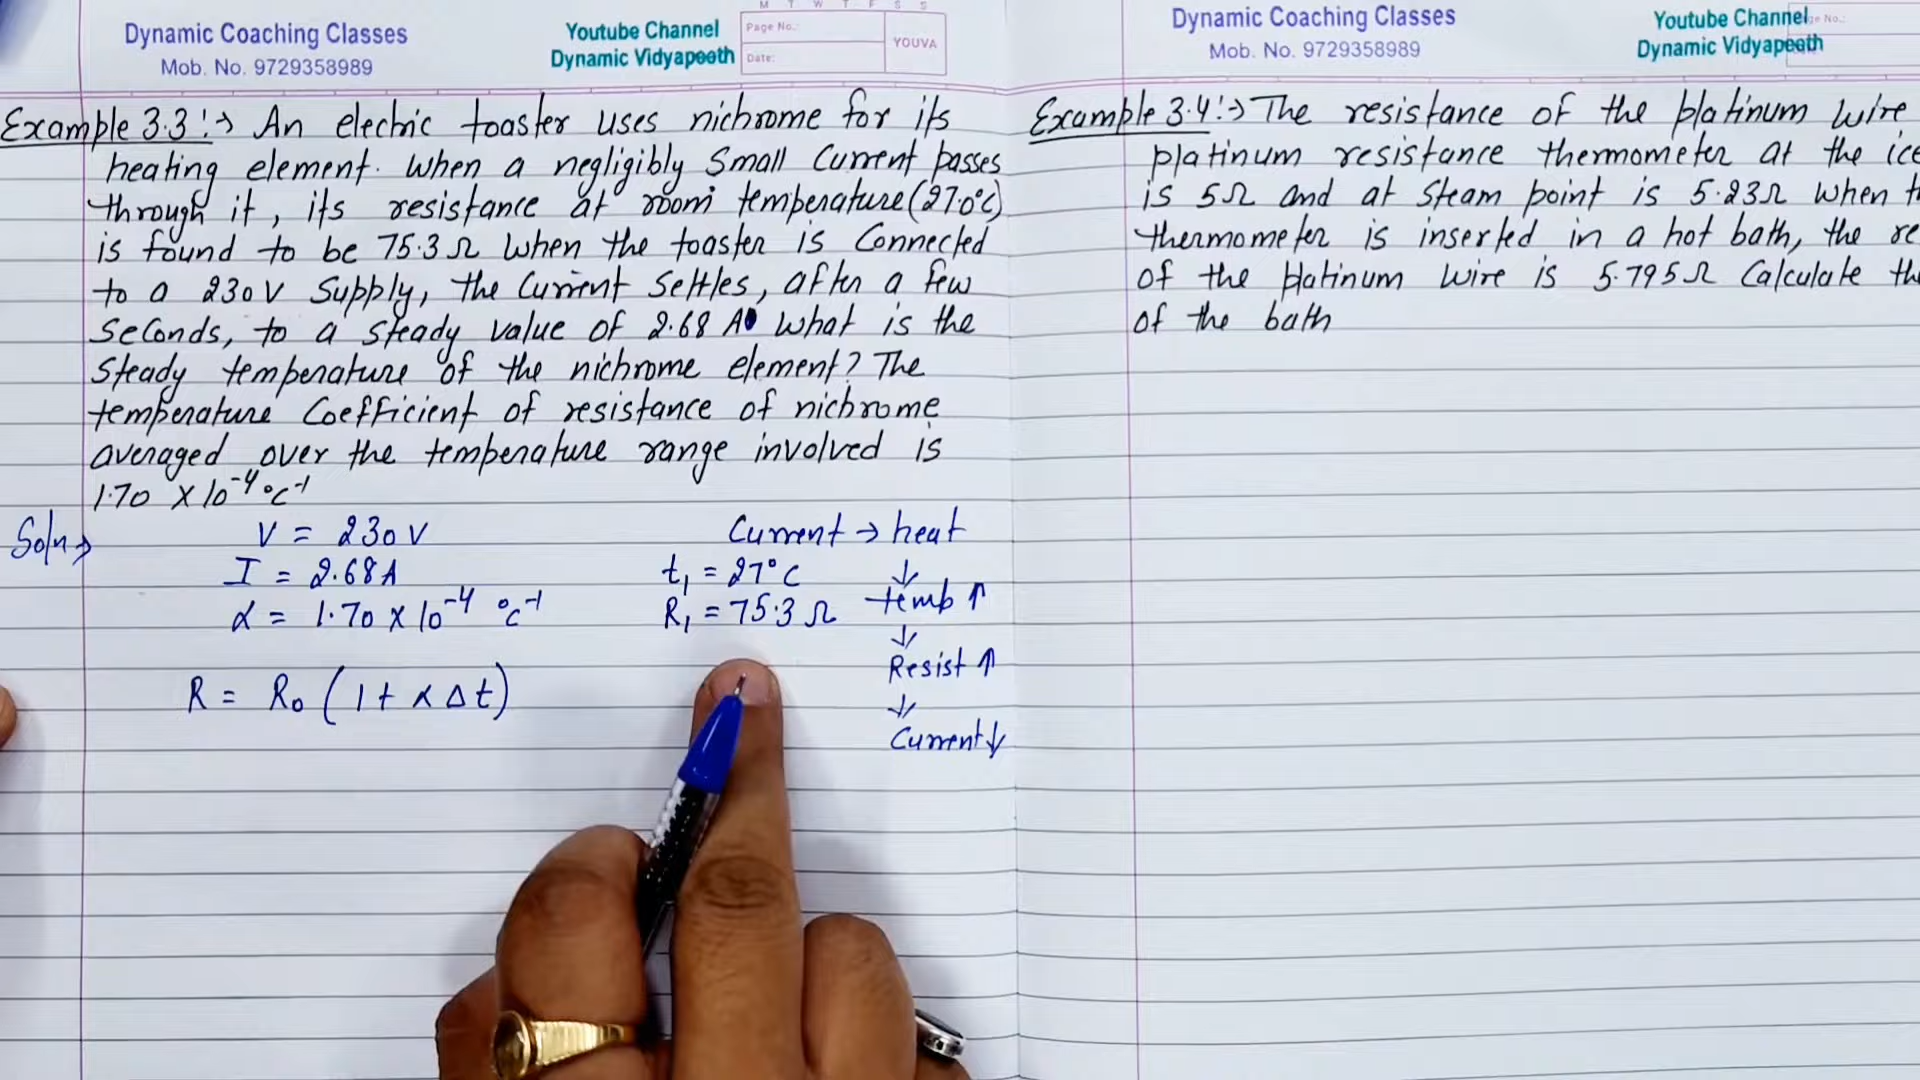 Dynamic Coaching Classes
Mob. No. 9729358989
Youtube Channel
Dynamic Vidyapeeth
M T W T F S S
Page No.:
Date:
YOUVA
Example 3.3 :→ An electric toaster uses nichrome for its
heating element. When a negligibly Small Current passes
through it, its resistance at room temperature (27.0°C)
is found to be 75.3 Ω When the toaster is Connected
to a 230 V Supply, the Current Settles, after a few
Seconds, to a steady value of 2.68 A What is the
Steady temperature of the nichrome element? The
temperature Coefficient of resistance of nichrome
averaged over the temperature range involved is
1.70 × 10⁻⁴ °C⁻¹
Soln →
V = 230 V
I = 2.68 A
α = 1.70 × 10⁻⁴ °C⁻¹
R = R₀ (1 + α Δt)
t₁ = 27°C
R₁ = 75.3 Ω
Current → heat
↓
temp ↑
↓
Resist ↑
↓
Current ↓
Dynamic Coaching Classes
Mob. No. 9729358989
Youtube Channel
Dynamic Vidyapeeth
Example 3.4 :→ The resistance of the platinum Wire
platinum resistance thermometer at the ice
is 5Ω and at Steam point is 5.23Ω When
thermometer is inserted in a hot bath, the
of the platinum Wire is 5.795Ω Calculate
of the bath